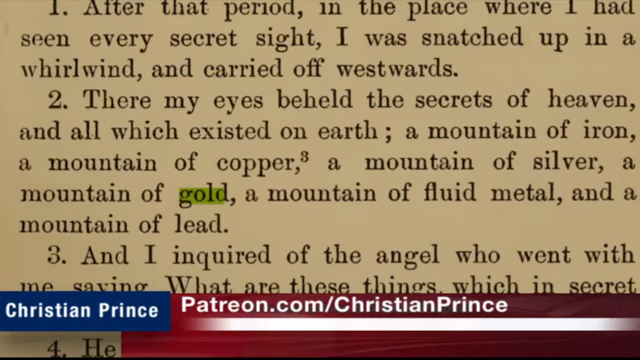 1. After that period, in the place where I had
seen every secret sight, I was snatched up in a
whirlwind, and carried off westwards.
2. There my eyes beheld the secrets of heaven,
and all which existed on earth ; a mountain of iron,
a mountain of copper,³ a mountain of silver, a
mountain of gold, a mountain of fluid metal, and a
mountain of lead.
3. And I inquired of the angel who went with
me, saying, What are these things, which in secret
Christian Prince
Patreon.com/ChristianPrince
4. He